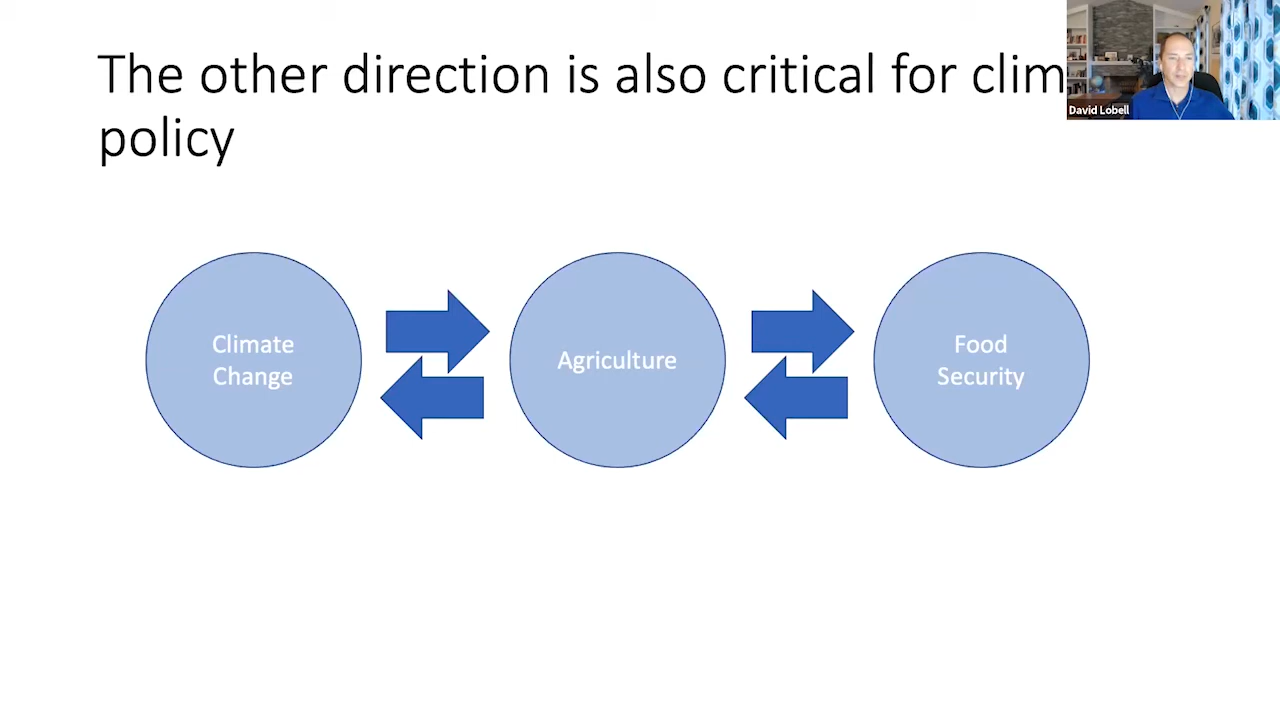 The other direction is also critical for clim
policy
David Lobell
Climate
Change
Agriculture
Food
Security